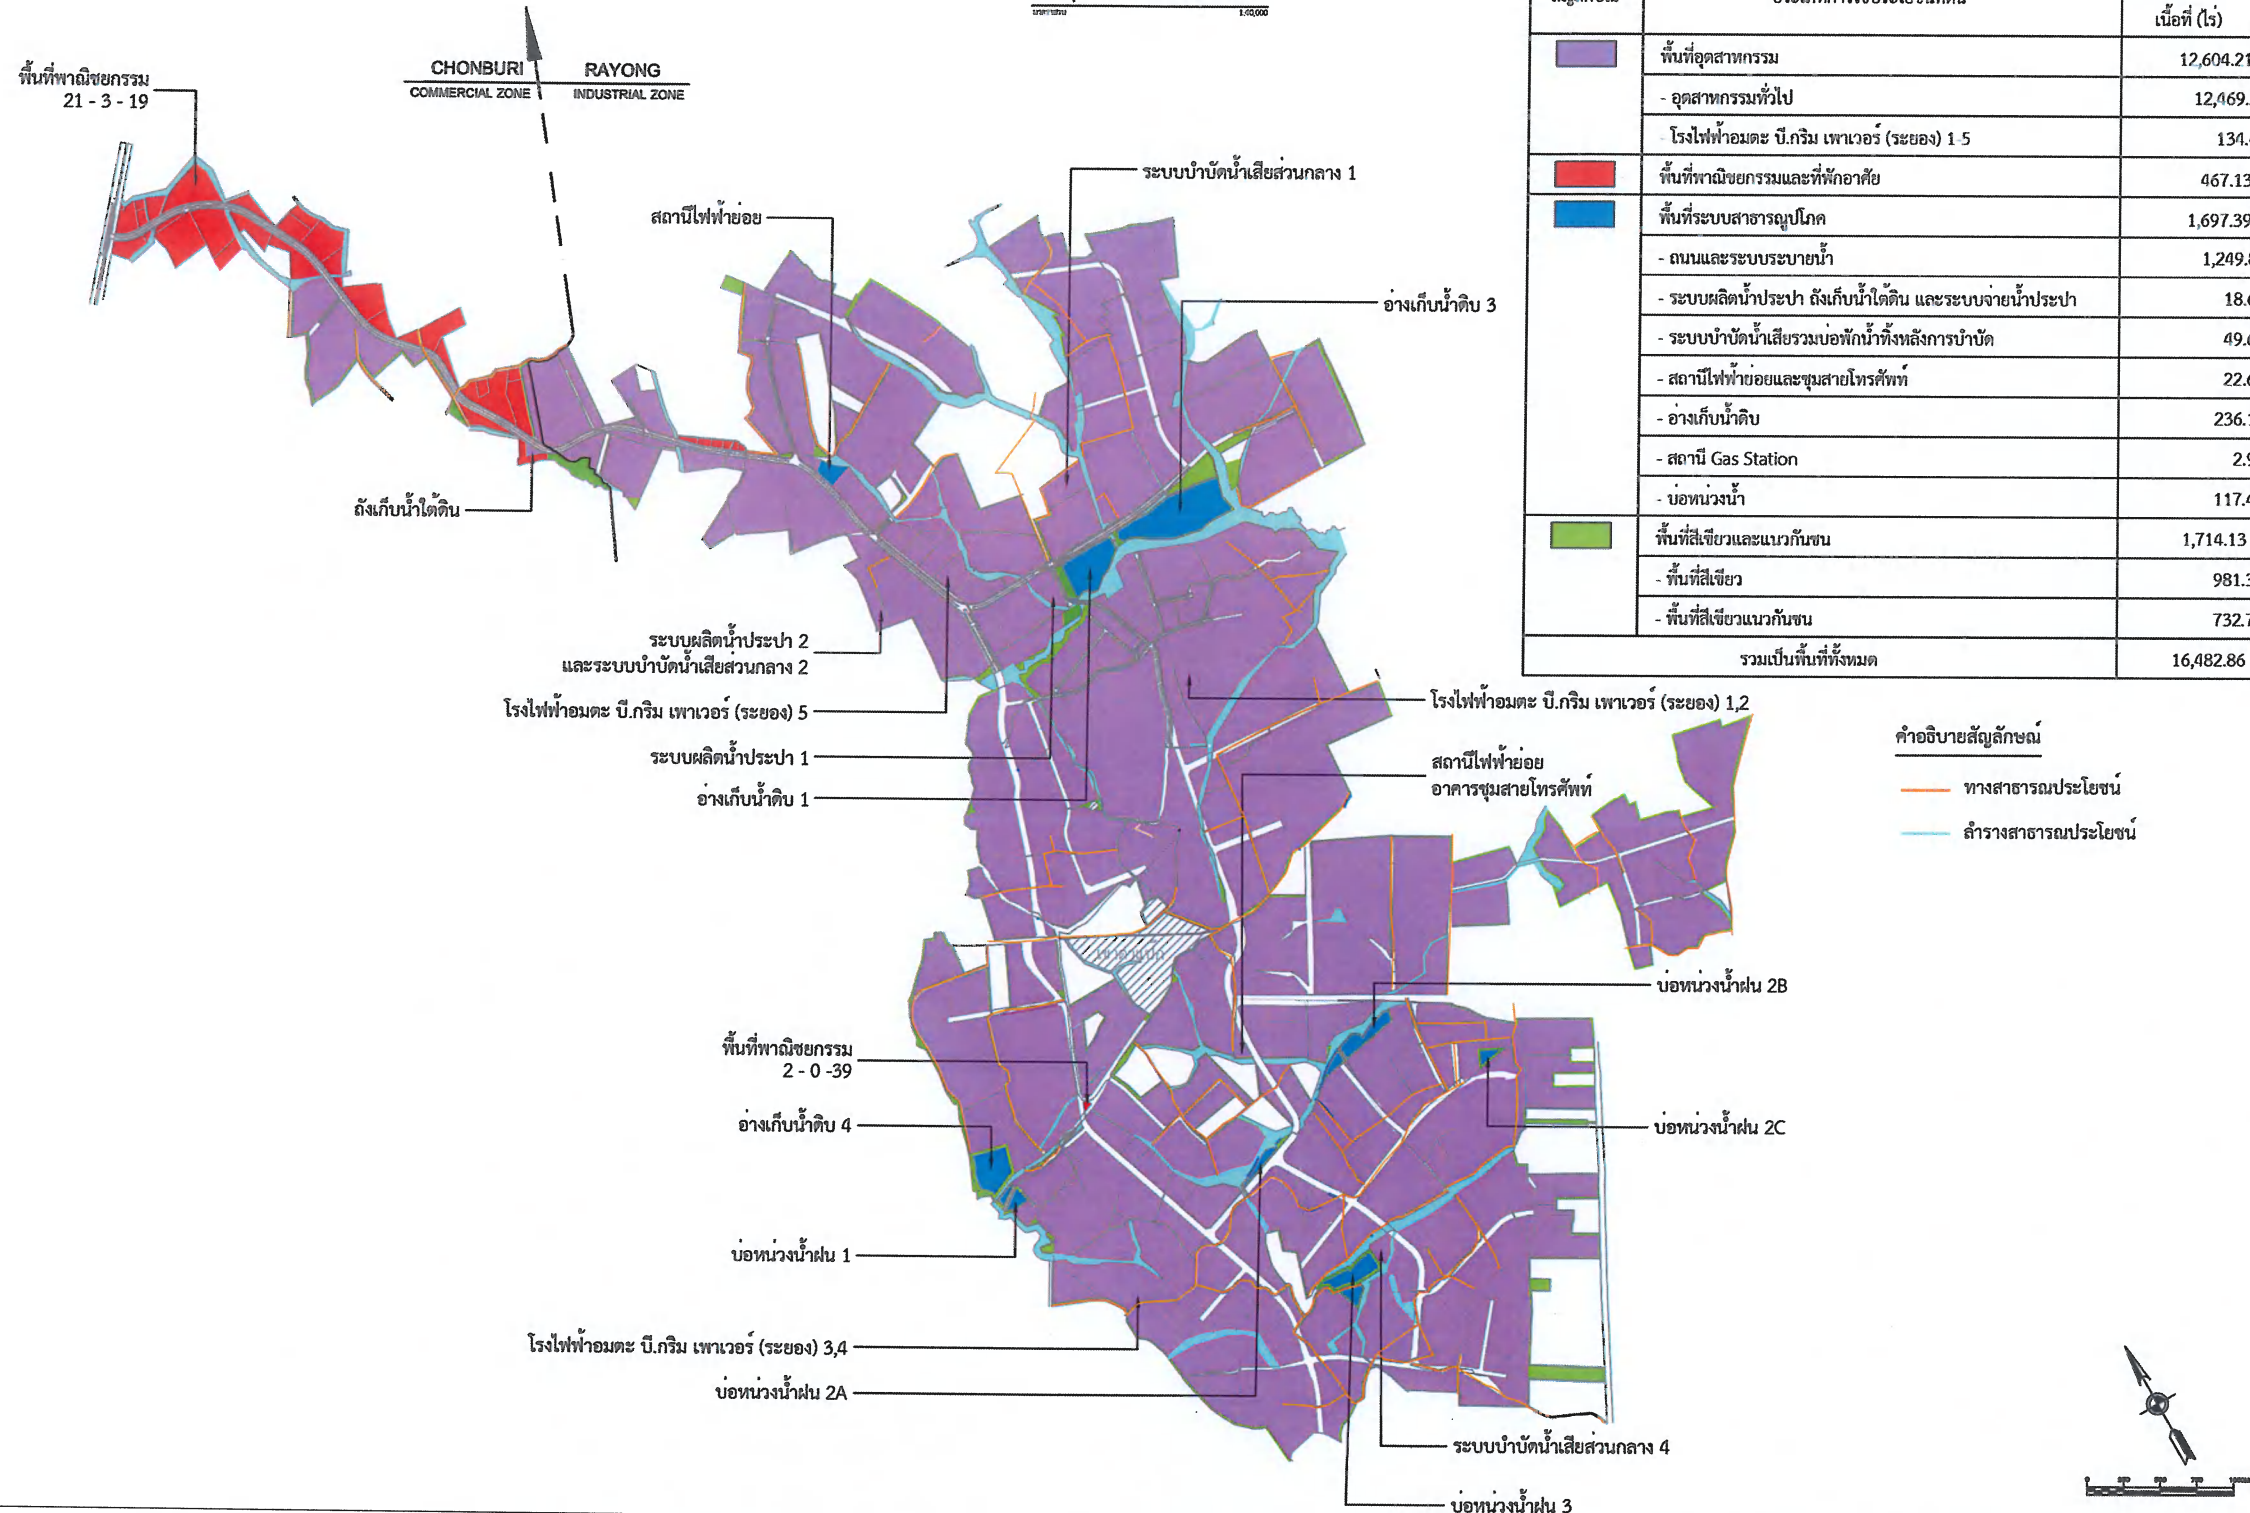 1:40,000
เนื้อที่ (ไร่)
พื้นที่อุตสาหกรรม 12,604.21
- อุตสาหกรรมทั่วไป 12,469.
- โรงไฟฟ้าอมตะ บี.กริม เพาเวอร์ (ระยอง) 1-5 134.
พื้นที่พาณิชยกรรมและที่พักอาศัย 467.13
พื้นที่ระบบสาธารณูปโภค 1,697.39
- ถนนและระบบระบายน้ำ 1,249.
- ระบบผลิตน้ำประปา ถังเก็บน้ำใต้ดิน และระบบจ่ายน้ำประปา 18.
- ระบบบำบัดน้ำเสียรวมบ่อพักน้ำทิ้งหลังการบำบัด 49.
- สถานีไฟฟ้าย่อยและชุมสายโทรศัพท์ 22.
- อ่างเก็บน้ำดิบ 236.
- สถานี Gas Station 2.
- บ่อหน่วงน้ำ 117.
พื้นที่สีเขียวและแนวกันชน 1,714.13
- พื้นที่สีเขียว 981.
- พื้นที่สีเขียวแนวกันชน 732.
รวมเป็นพื้นที่ทั้งหมด 16,482.86
CHONBURI RAYONG
COMMERCIAL ZONE INDUSTRIAL ZONE
พื้นที่พาณิชยกรรม
21 - 3 - 19
ระบบบำบัดน้ำเสียส่วนกลาง 1
สถานีไฟฟ้าย่อย
อ่างเก็บน้ำดิบ 3
ถังเก็บน้ำใต้ดิน
ระบบผลิตน้ำประปา 2
และระบบบำบัดน้ำเสียส่วนกลาง 2
โรงไฟฟ้าอมตะ บี.กริม เพาเวอร์ (ระยอง) 5
โรงไฟฟ้าอมตะ บี.กริม เพาเวอร์ (ระยอง) 1,2
ระบบผลิตน้ำประปา 1
สถานีไฟฟ้าย่อย
อาคารชุมสายโทรศัพท์
อ่างเก็บน้ำดิบ 1
คำอธิบายสัญลักษณ์
ทางสาธารณประโยชน์
ลำรางสาธารณประโยชน์
บ่อหน่วงน้ำฝน 2B
พื้นที่พาณิชยกรรม
2 - 0 -39
อ่างเก็บน้ำดิบ 4
บ่อหน่วงน้ำฝน 2C
บ่อหน่วงน้ำฝน 1
โรงไฟฟ้าอมตะ บี.กริม เพาเวอร์ (ระยอง) 3,4
บ่อหน่วงน้ำฝน 2A
ระบบบำบัดน้ำเสียส่วนกลาง 4
บ่อหน่วงน้ำฝน 3